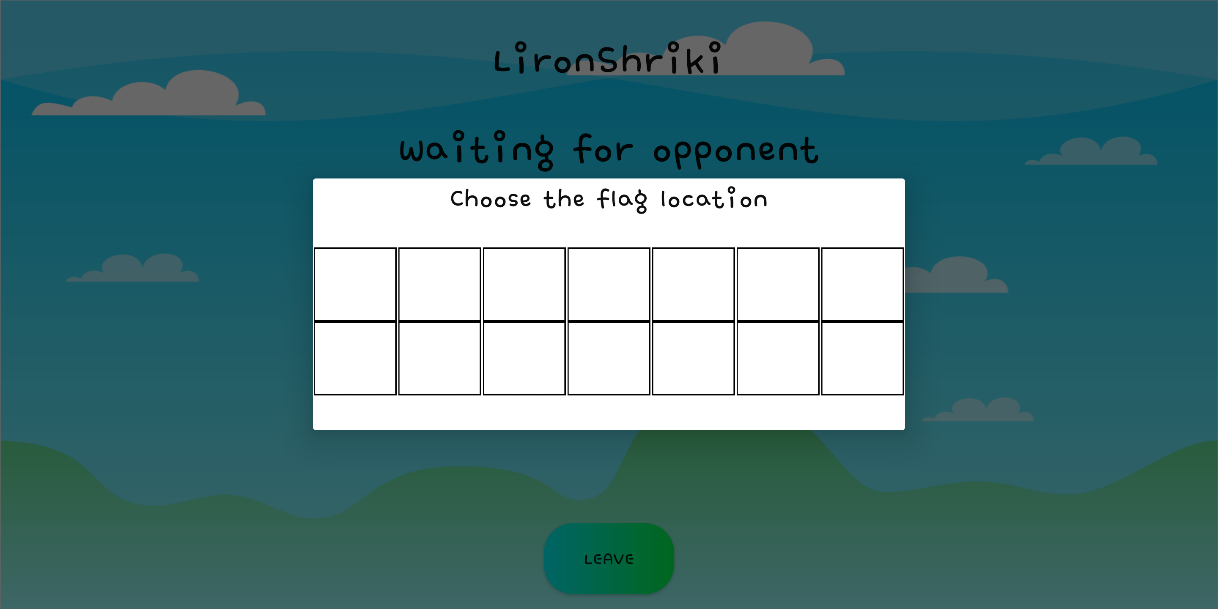 LironShriki
Waiting for opponent
Choose the flag location
LEAVE